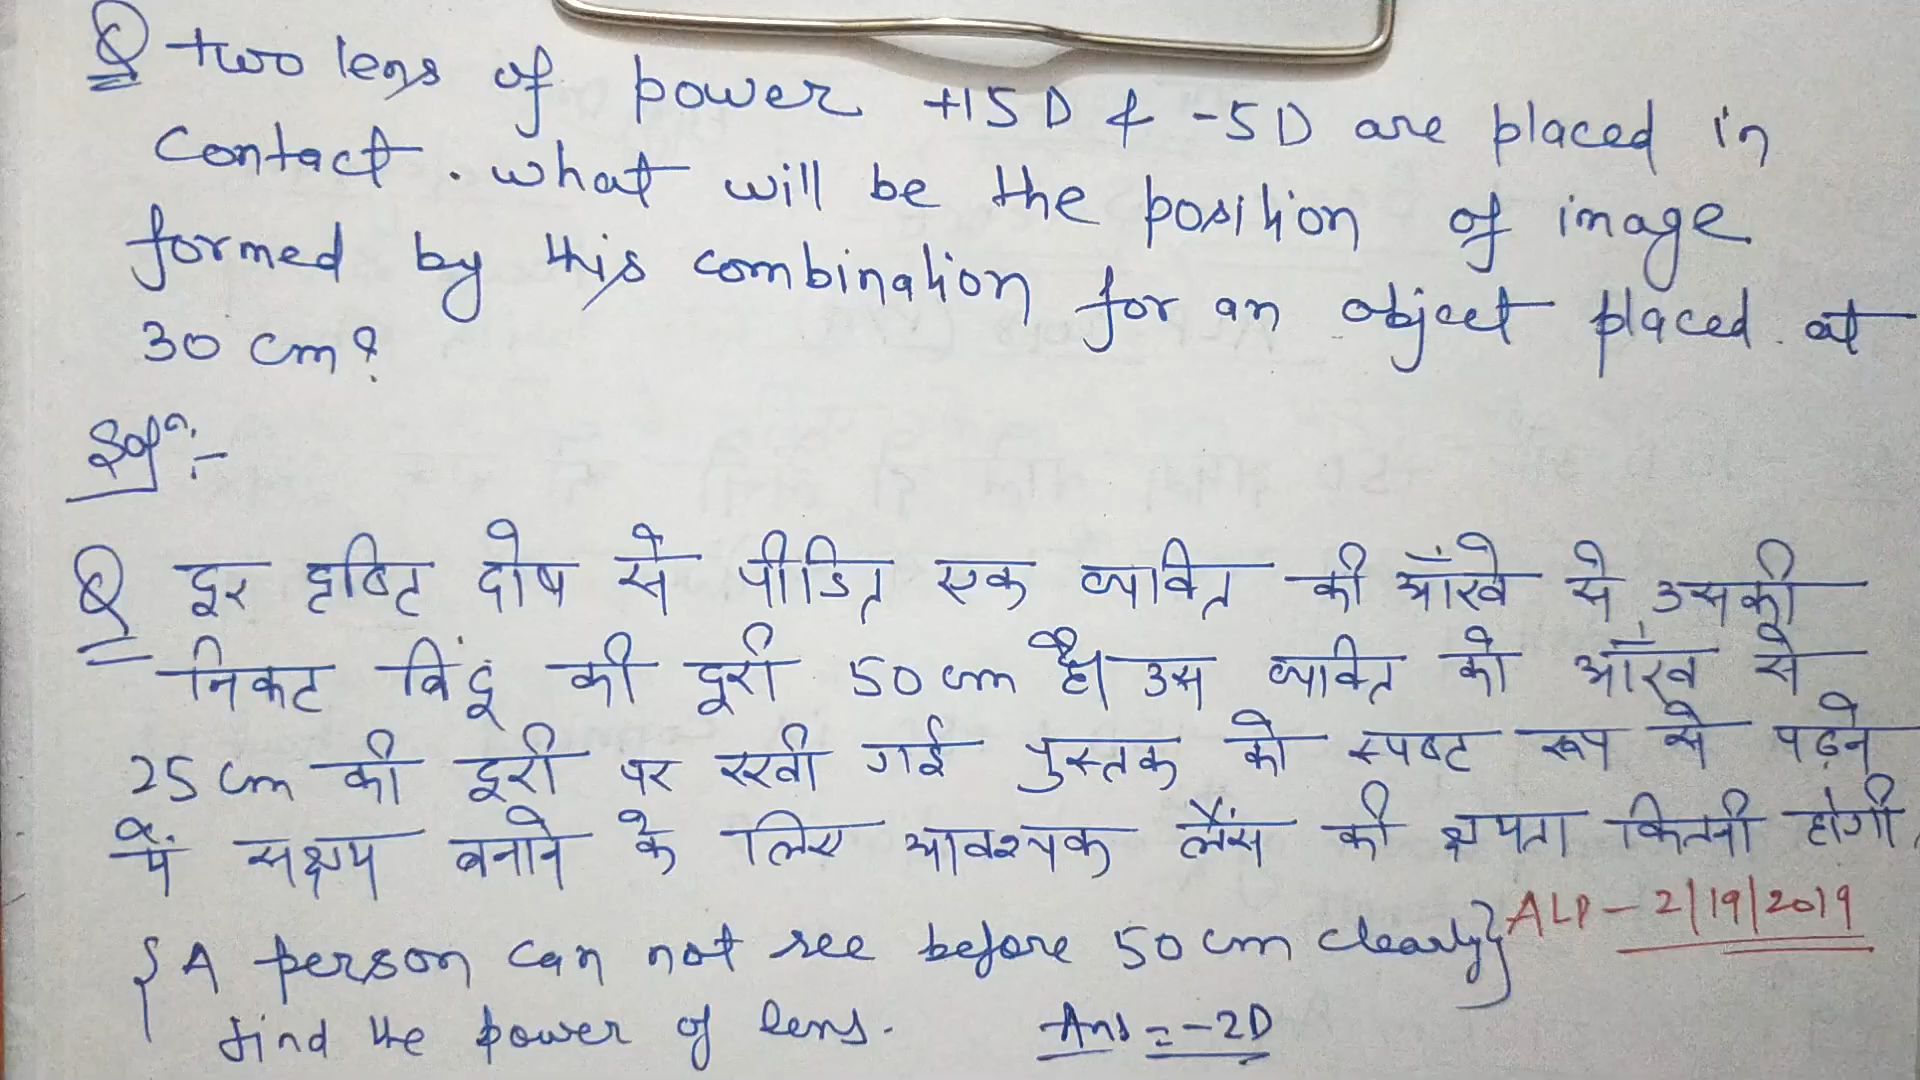 Q two lens of power +15D & -5D are placed in
contact. what will be the position of image
formed by this combination for an object placed at
30 cm?
Solⁿ:-
Q दूर दृष्टि दोष से पीडित एक व्यक्ति की आँखे से उसकी
निकट बिंदू की दूरी 50 cm है। उस व्यक्ति को आँख से
25 cm की दूरी पर रखी गई पुस्तक को स्पष्ट रूप से पढ़ने
में सक्षम बनाने के लिए आवश्यक लैंस की क्षमता कितनी होगी,
ALP - 2/19/2019
{A person can not see before 50 cm clearly}
find the power of lens. Ans = -2D